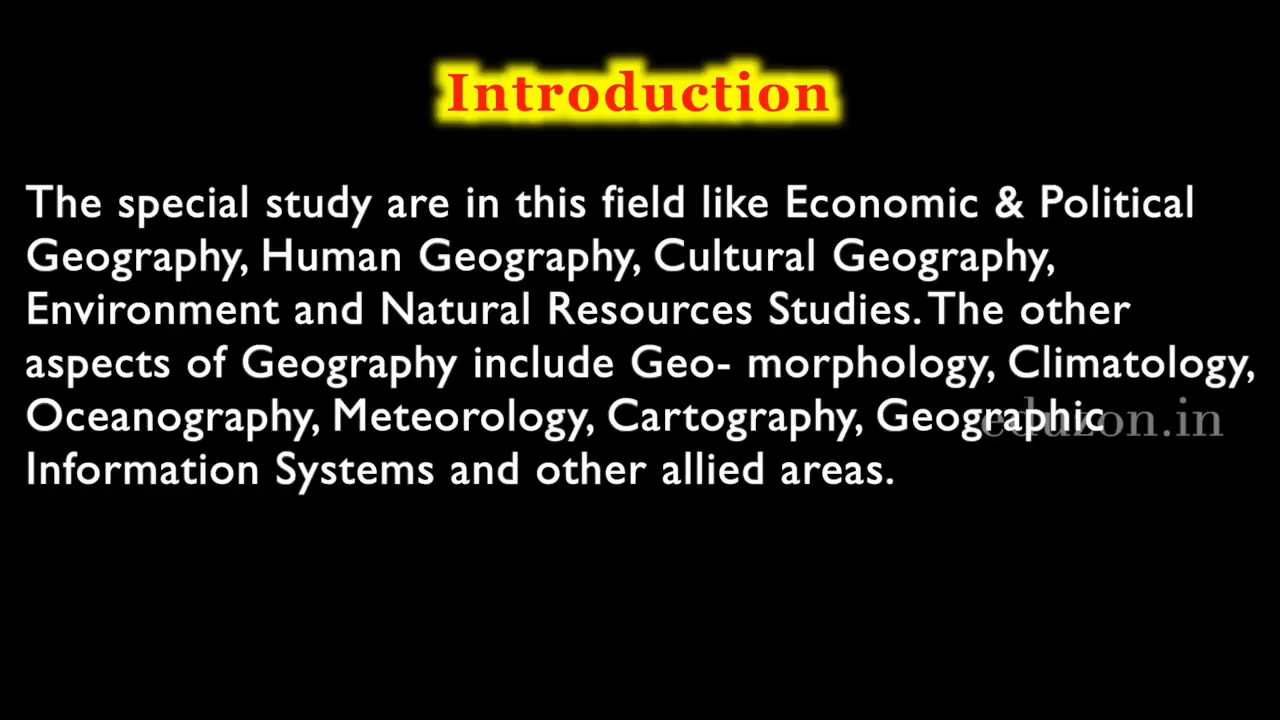 Introduction
The special study are in this field like Economic & Political
Geography, Human Geography, Cultural Geography,
Environment and Natural Resources Studies. The other
aspects of Geography include Geo- morphology, Climatology,
Oceanography, Meteorology, Cartography, Geographic
eduzon.in
Information Systems and other allied areas.